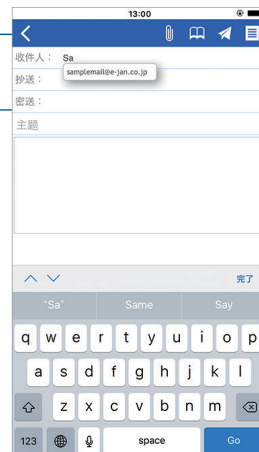 13:00
收件人： Sa
samplemail@e-jan.co.jp
抄送：
密送：
主题
完了
"Sa" Same Say
q w e r t y u i o p
a s d f g h j k l
z x c v b n m
123 space Go